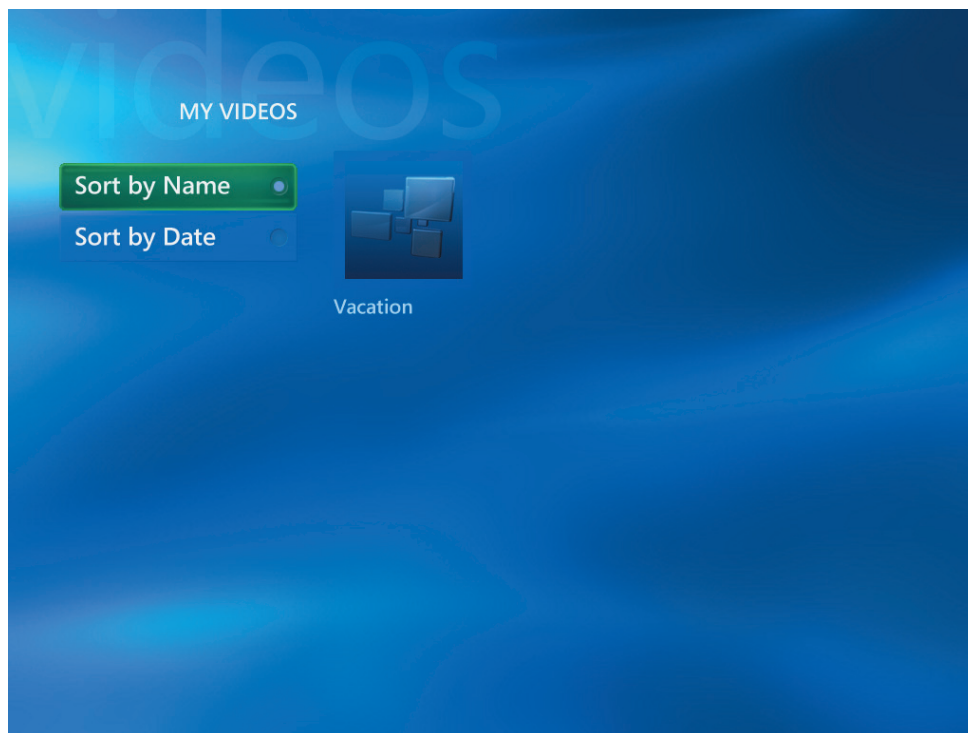 videos
MY VIDEOS
Sort by Name
Sort by Date
Vacation